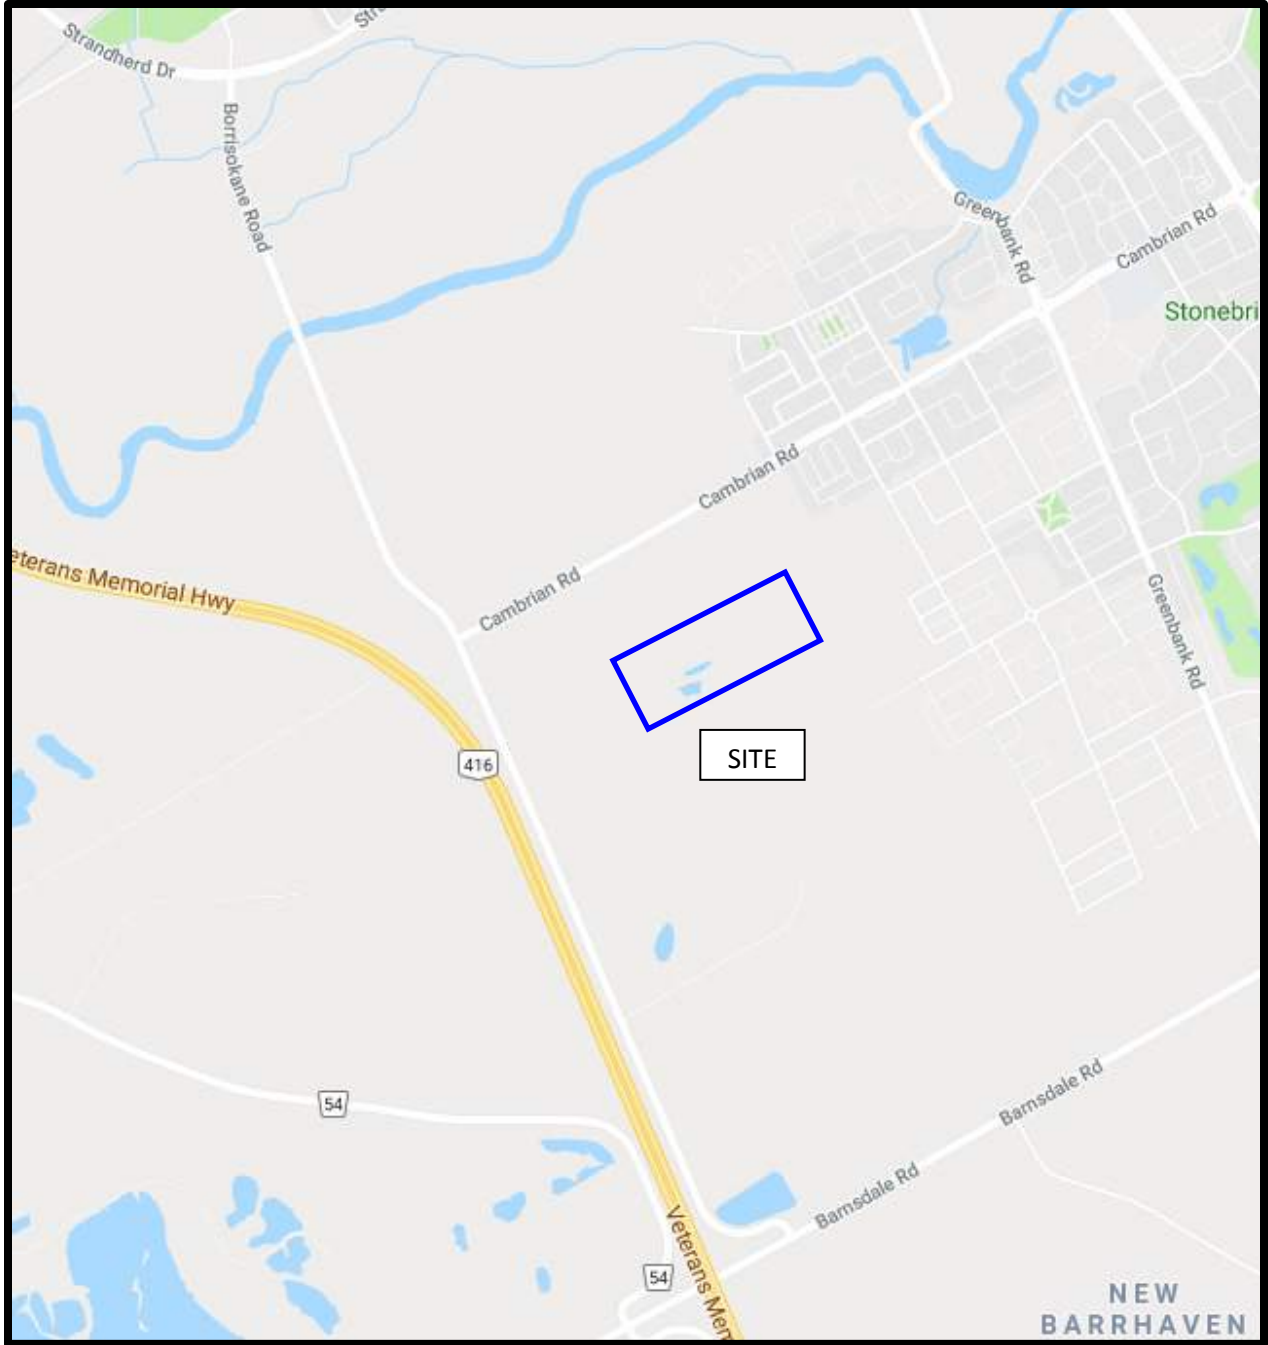 Strandherd Dr
Borrisokane Road
Greenbank Rd
Cambrian Rd
Stonebri
Cambrian Rd
eterans Memorial Hwy
Cambrian Rd
Greenbank Rd
SITE
416
54
Barnsdale Rd
Barnsdale Rd
Veterans Mem
54
NEW
BARRHAVEN